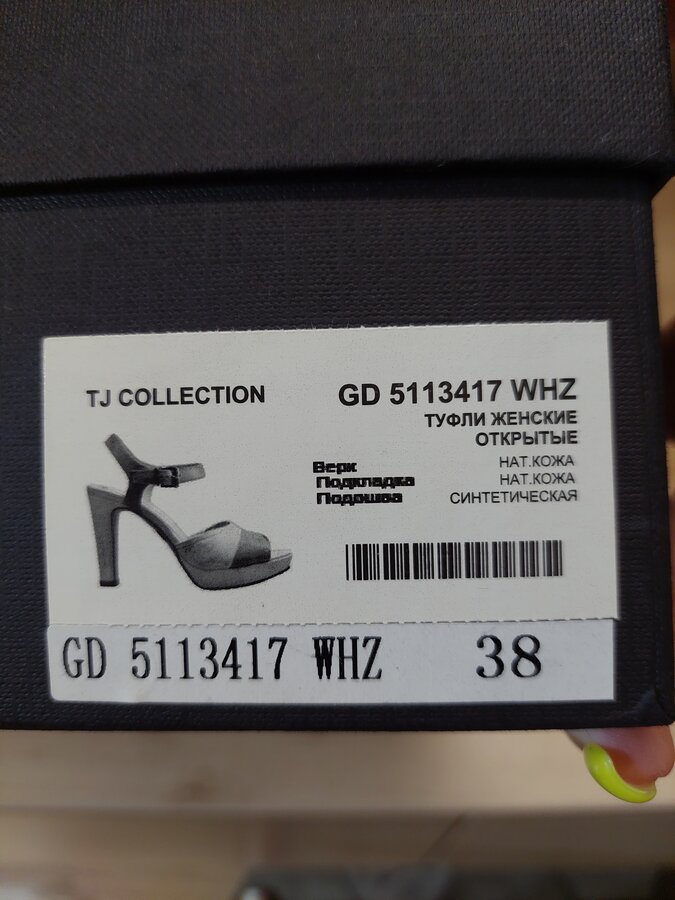 TJ COLLECTION
GD 5113417 WHZ
ТУФЛИ ЖЕНСКИЕ
ОТКРЫТЫЕ
Верх НАТ.КОЖА
Подкладка НАТ.КОЖА
Подошва СИНТЕТИЧЕСКАЯ
GD 5113417 WHZ 38